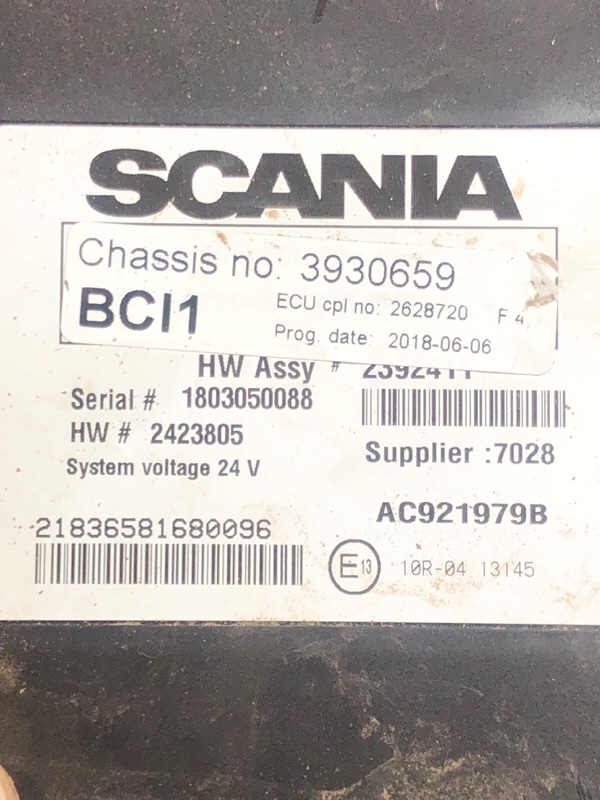 SCANIA
Chassis no: 3930659
BCI1
ECU cpl no: 2628720 F 4
Prog. date: 2018-06-06
HW Assy # 2392411
Serial # 1803050088
HW # 2423805
Supplier :7028
System voltage 24 V
AC921979B
21836581680096
E13 10R-04 13145